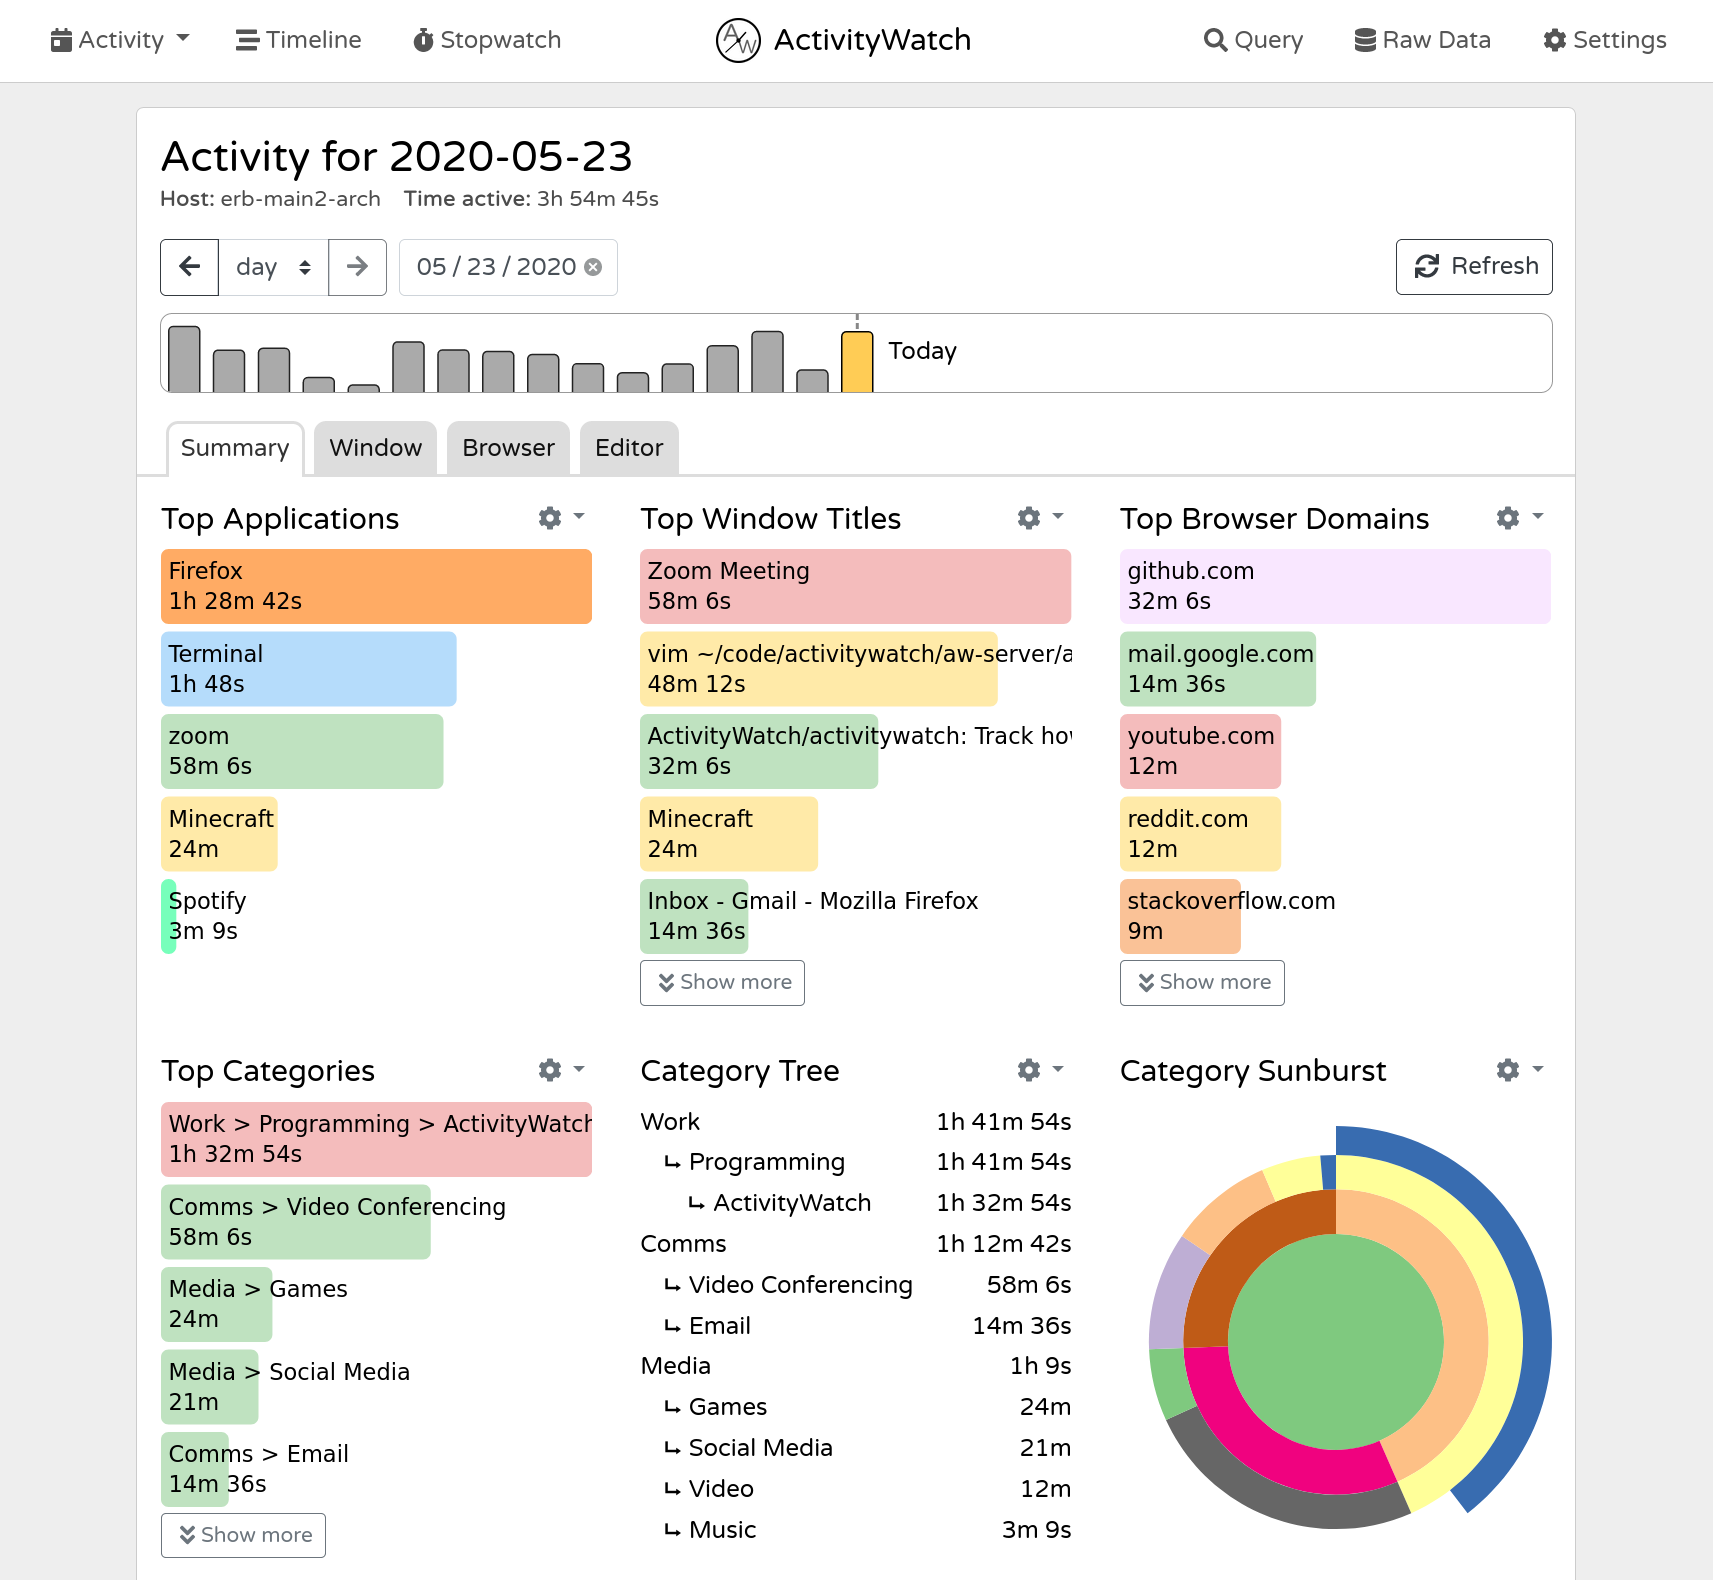 Activity
Timeline
Stopwatch
AW ActivityWatch
Query
Raw Data
Settings
Activity for 2020-05-23
Host: erb-main2-arch Time active: 3h 54m 45s
day
05 / 23 / 2020
Refresh
Today
Summary
Window
Browser
Editor
Top Applications
Firefox
1h 28m 42s
Terminal
1h 48s
zoom
58m 6s
Minecraft
24m
Spotify
3m 9s
Top Window Titles
Zoom Meeting
58m 6s
vim ~/code/activitywatch/aw-server/a
48m 12s
ActivityWatch/activitywatch: Track how
32m 6s
Minecraft
24m
Inbox - Gmail - Mozilla Firefox
14m 36s
Show more
Top Browser Domains
github.com
32m 6s
mail.google.com
14m 36s
youtube.com
12m
reddit.com
12m
stackoverflow.com
9m
Show more
Top Categories
Work > Programming > ActivityWatch
1h 32m 54s
Comms > Video Conferencing
58m 6s
Media > Games
24m
Media > Social Media
21m
Comms > Email
14m 36s
Show more
Category Tree
Work 1h 41m 54s
Programming 1h 41m 54s
ActivityWatch 1h 32m 54s
Comms 1h 12m 42s
Video Conferencing 58m 6s
Email 14m 36s
Media 1h 9s
Games 24m
Social Media 21m
Video 12m
Music 3m 9s
Category Sunburst